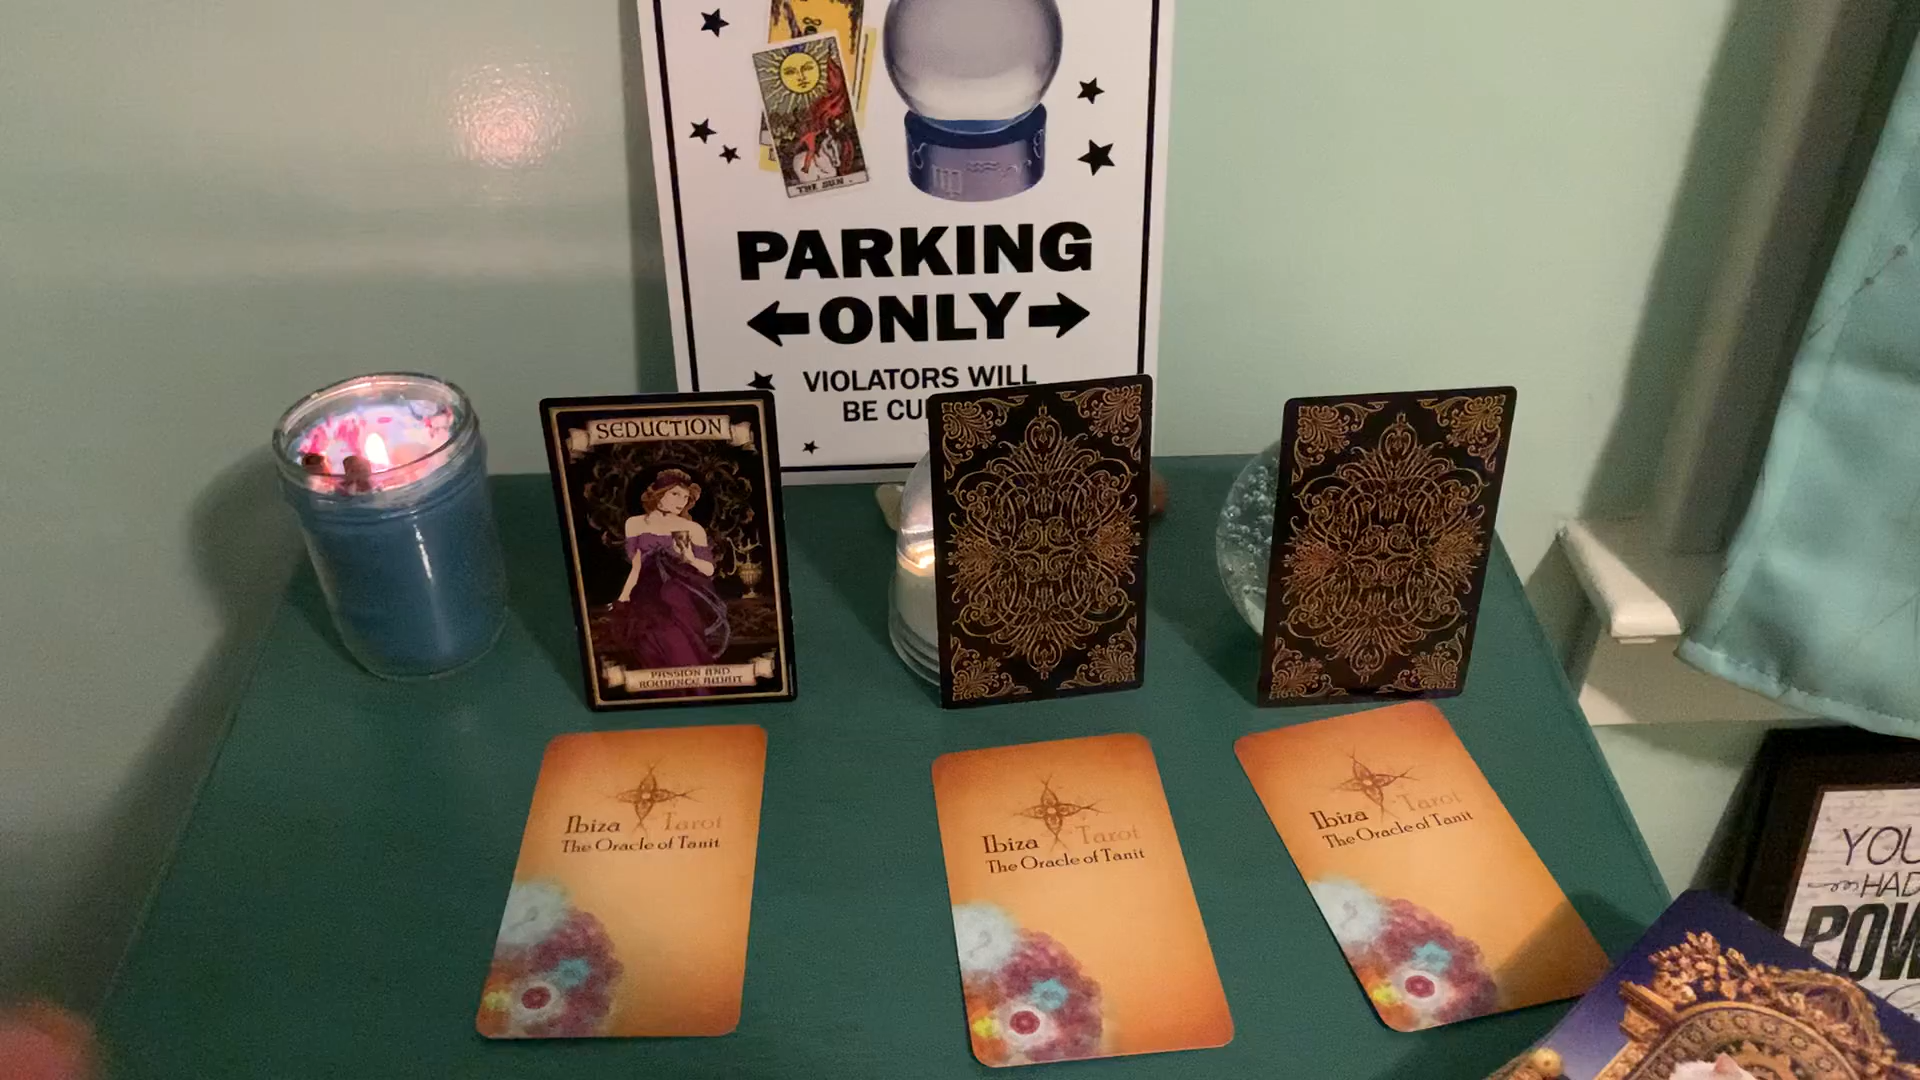 THE SUN.
PARKING
ONLY
VIOLATORS WILL
BE CU
SEDUCTION
PASSION AND
ROMANCE AWAIT
Ibiza Tarot
The Oracle of Tanit
Ibiza Tarot
The Oracle of Tanit
Ibiza Tarot
The Oracle of Tanit
YOU
HAD
POW